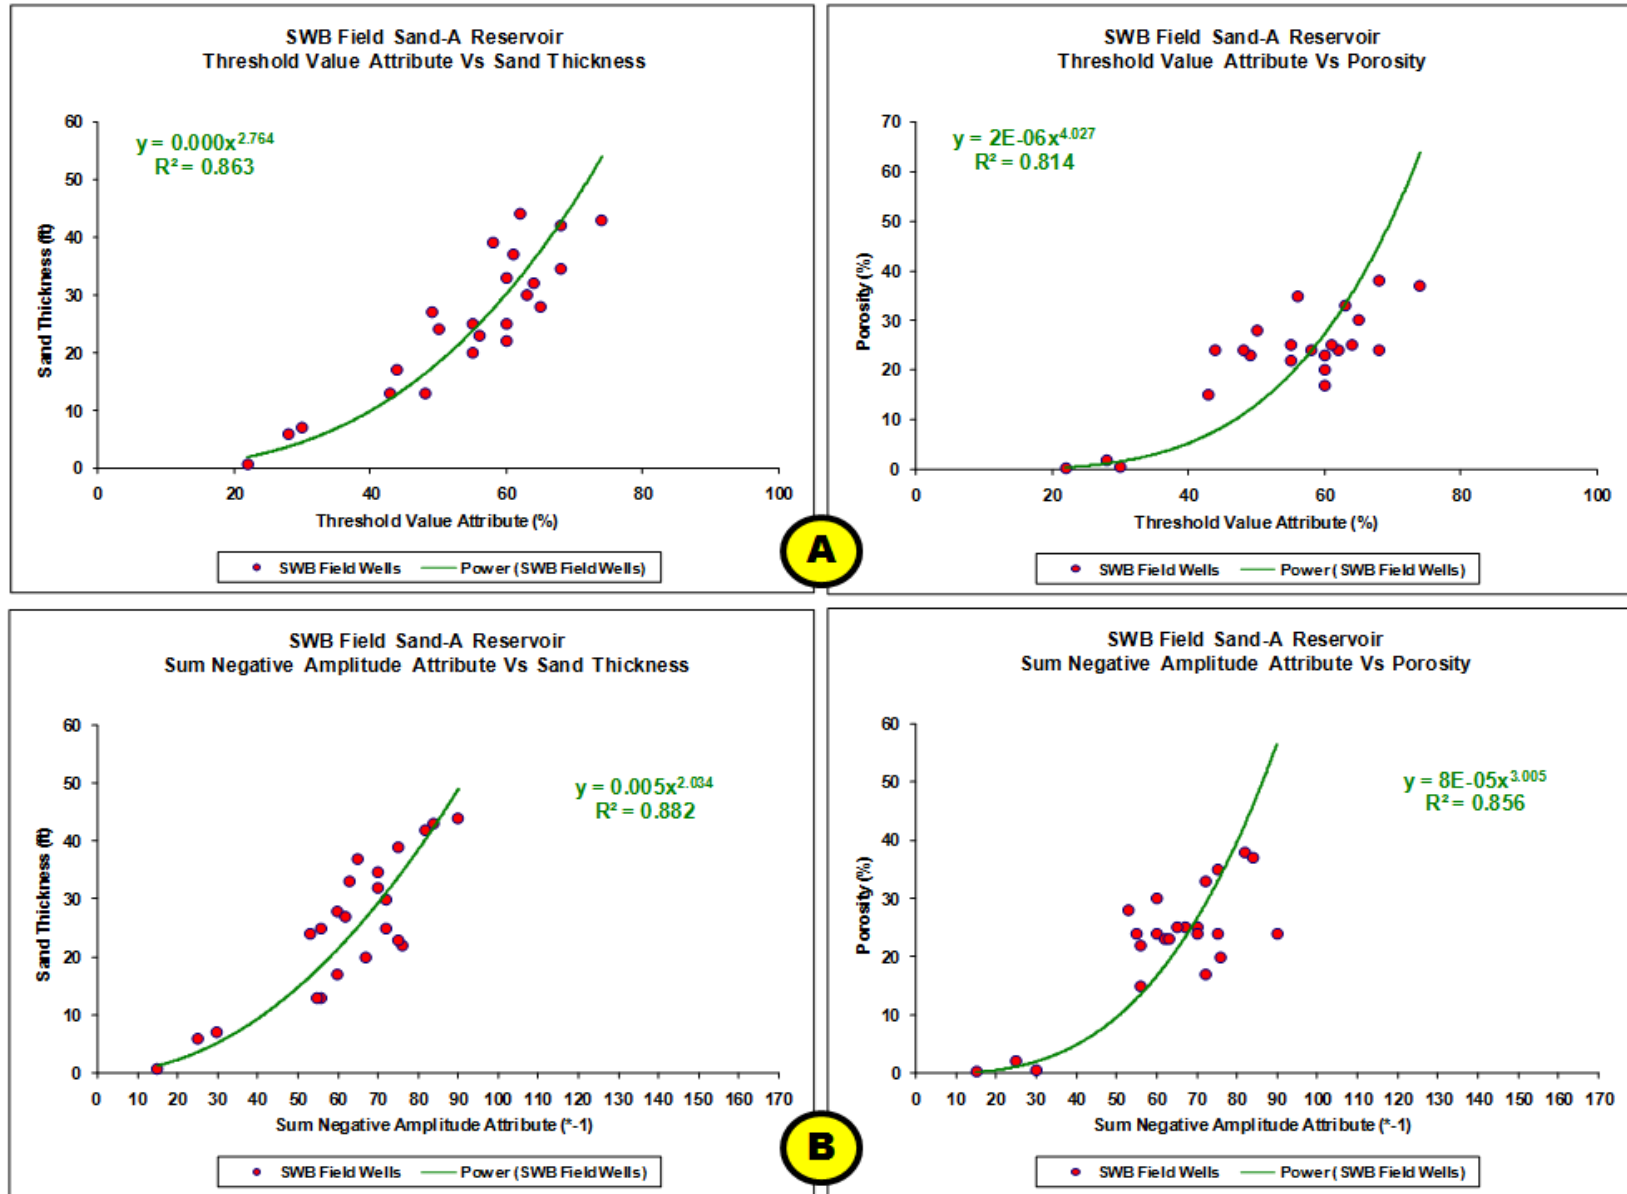 SWB Field Sand-A Reservoir
Threshold Value Attribute Vs Sand Thickness
y = 0.000x^2.764
R² = 0.863
Sand Thickness (ft)
60
50
40
30
20
10
0
0 20 40 60 80 100
Threshold Value Attribute (%)
SWB Field Wells Power (SWB Field Wells)
SWB Field Sand-A Reservoir
Threshold Value Attribute Vs Porosity
y = 2E-06x^4.027
R² = 0.814
Porosity (%)
70
60
50
40
30
20
10
0
0 20 40 60 80 100
Threshold Value Attribute (%)
SWB Field Wells Power (SWB Field Wells)
A
SWB Field Sand-A Reservoir
Sum Negative Amplitude Attribute Vs Sand Thickness
y = 0.005x^2.034
R² = 0.882
Sand Thickness (ft)
60
50
40
30
20
10
0
0 10 20 30 40 50 60 70 80 90 100 110 120 130 140 150 160 170
Sum Negative Amplitude Attribute (*-1)
SWB Field Wells Power (SWB Field Wells)
SWB Field Sand-A Reservoir
Sum Negative Amplitude Attribute Vs Porosity
y = 8E-05x^3.005
R² = 0.856
Porosity (%)
60
50
40
30
20
10
0
0 10 20 30 40 50 60 70 80 90 100 110 120 130 140 150 160 170
Sum Negative Amplitude Attribute (*-1)
SWB Field Wells Power (SWB Field Wells)
B